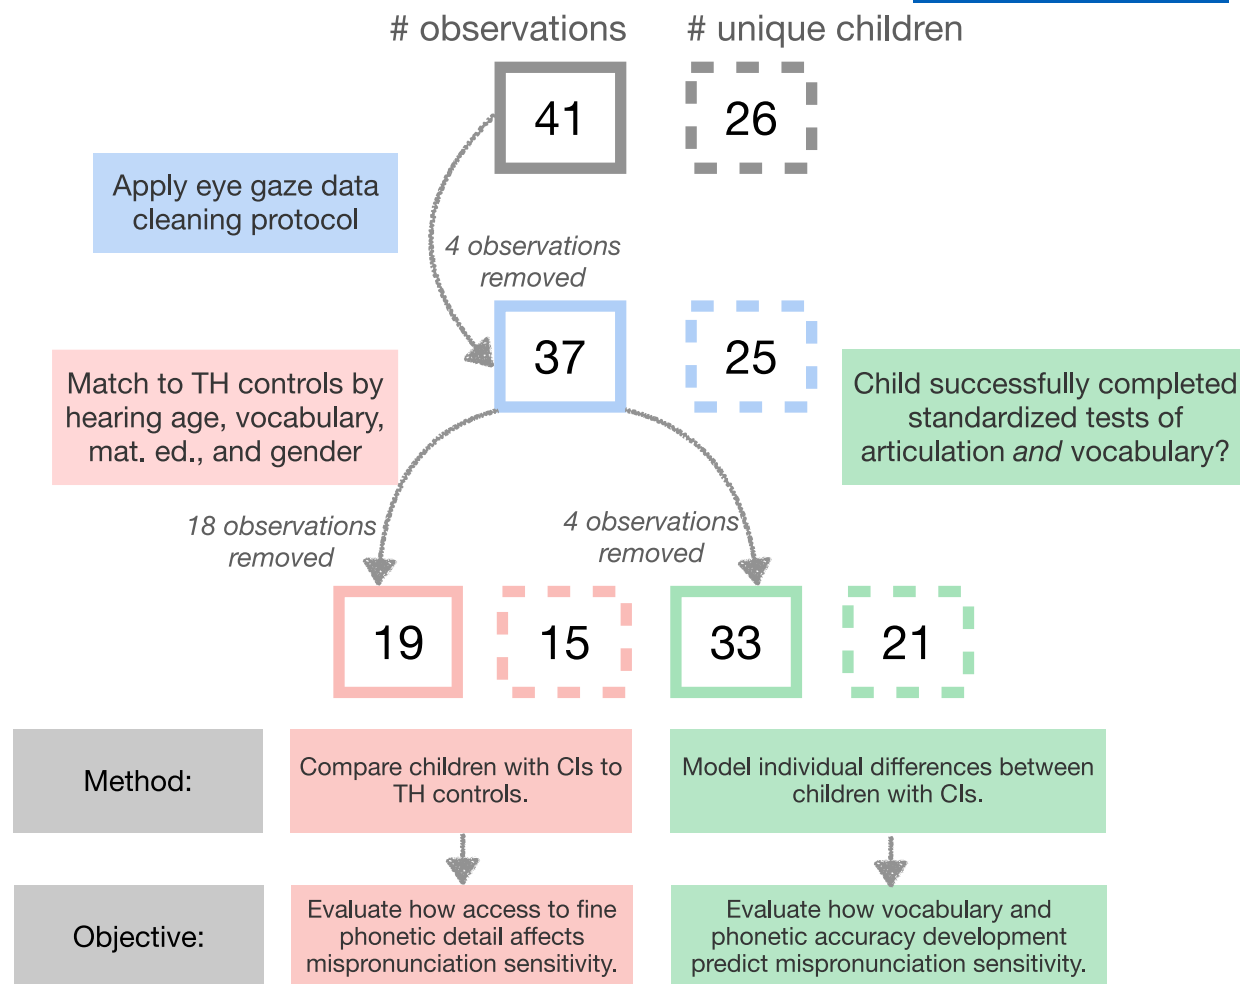 # observations
# unique children
41
26
Apply eye gaze data
cleaning protocol
4 observations
removed
37
25
Match to TH controls by
hearing age, vocabulary,
mat. ed., and gender
Child successfully completed
standardized tests of
articulation and vocabulary?
18 observations
removed
4 observations
removed
19
15
33
21
Method:
Compare children with CIs to
TH controls.
Model individual differences between
children with CIs.
Objective:
Evaluate how access to fine
phonetic detail affects
mispronunciation sensitivity.
Evaluate how vocabulary and
phonetic accuracy development
predict mispronunciation sensitivity.